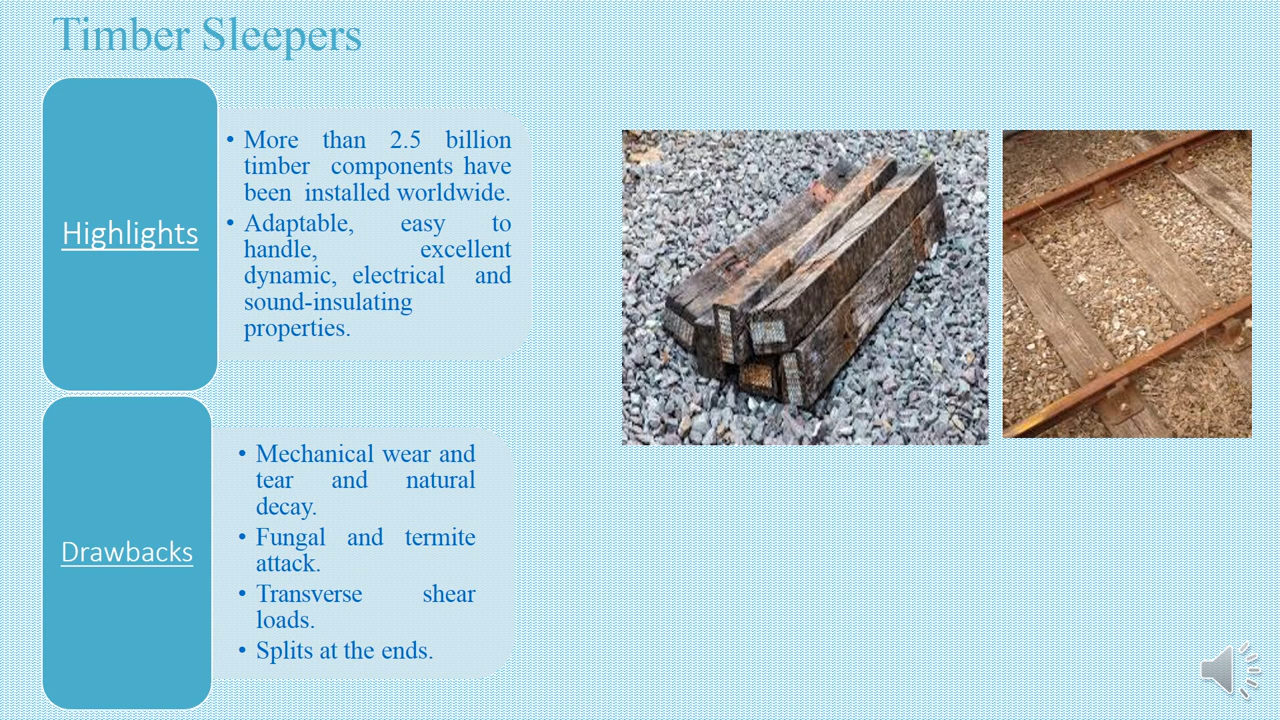 Timber Sleepers
Highlights
• More than 2.5 billion
timber components have
been installed worldwide.
• Adaptable, easy to
handle, excellent
dynamic, electrical and
sound-insulating
properties.
Drawbacks
• Mechanical wear and
tear and natural
decay.
• Fungal and termite
attack.
• Transverse shear
loads.
• Splits at the ends.